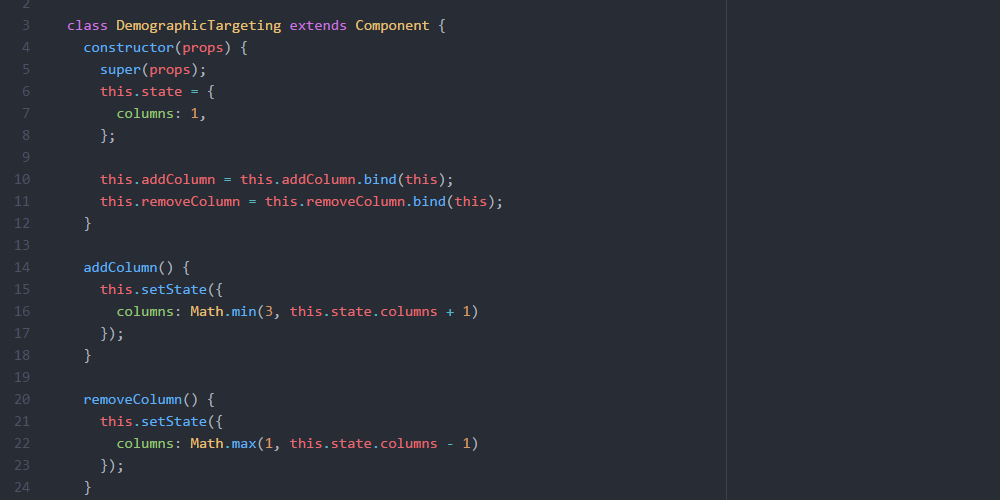 2
3 class DemographicTargeting extends Component {
4 constructor(props) {
5 super(props);
6 this.state = {
7 columns: 1,
8 };
9
10 this.addColumn = this.addColumn.bind(this);
11 this.removeColumn = this.removeColumn.bind(this);
12 }
13
14 addColumn() {
15 this.setState({
16 columns: Math.min(3, this.state.columns + 1)
17 });
18 }
19
20 removeColumn() {
21 this.setState({
22 columns: Math.max(1, this.state.columns - 1)
23 });
24 }